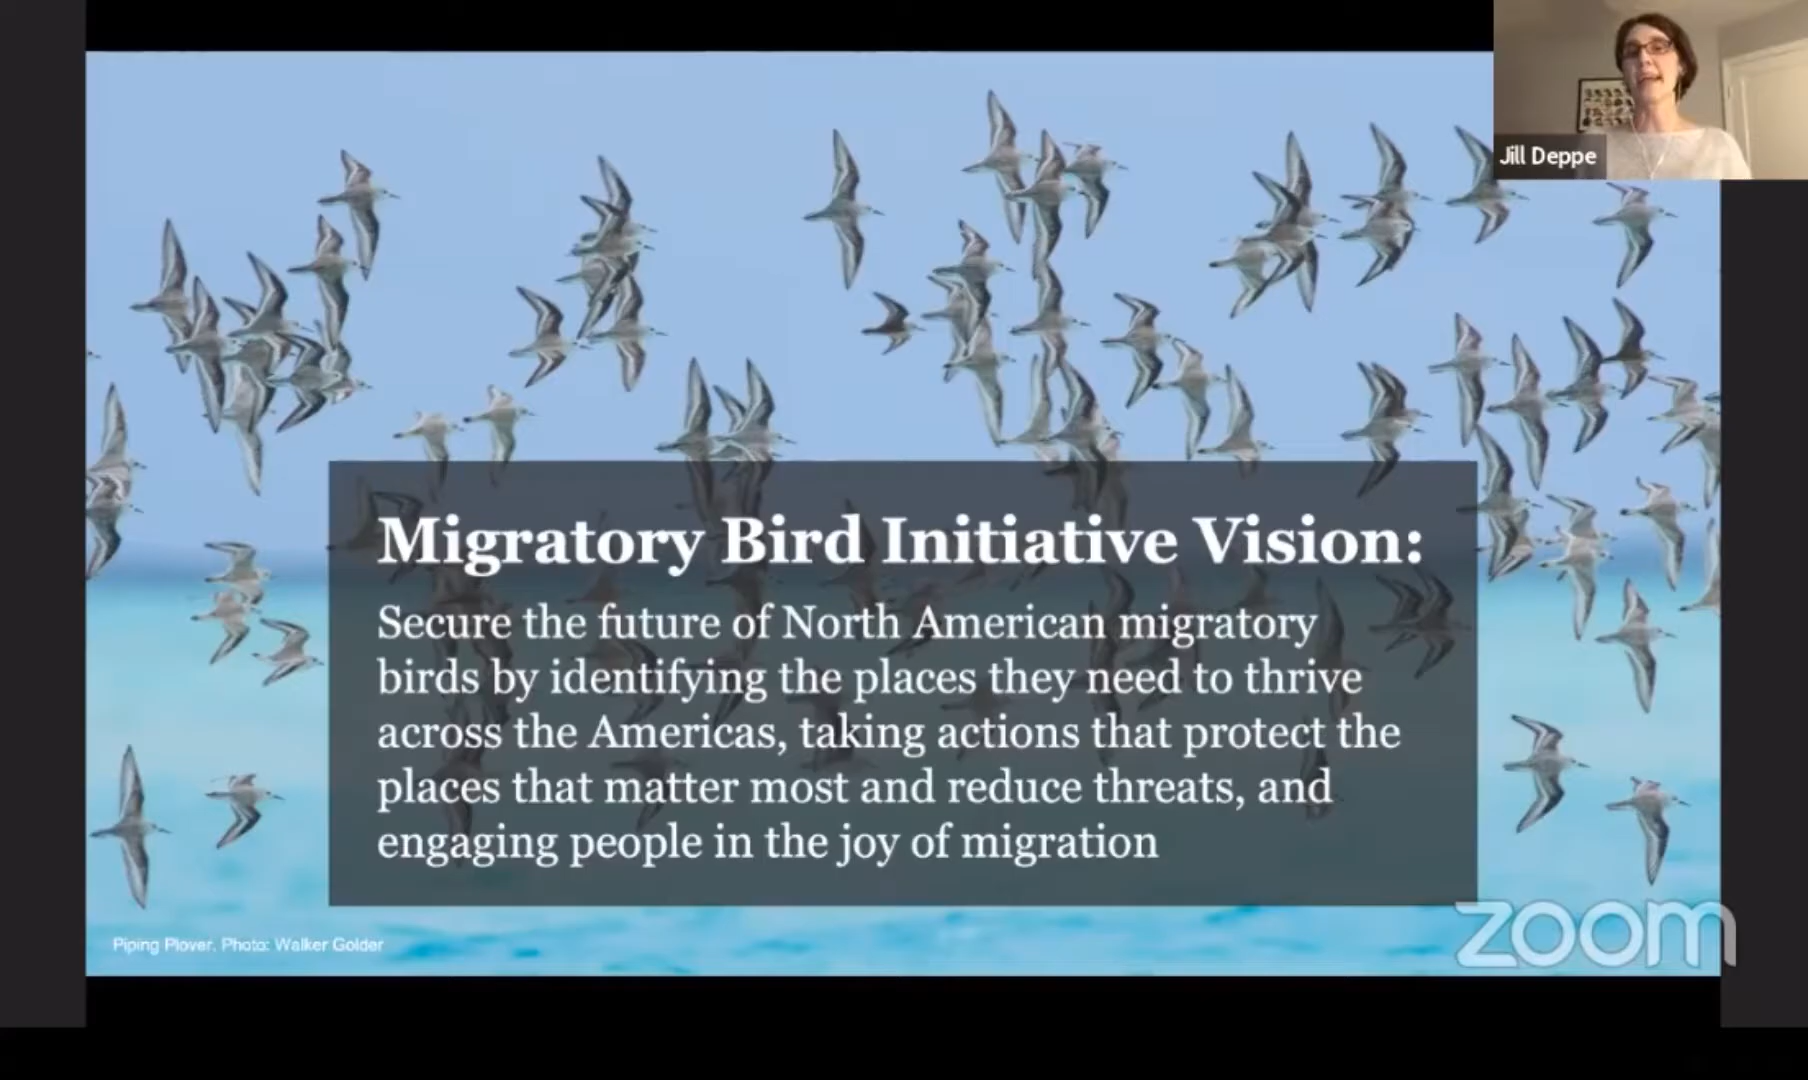 Jill Deppe
Migratory Bird Initiative Vision:
Secure the future of North American migratory
birds by identifying the places they need to thrive
across the Americas, taking actions that protect the
places that matter most and reduce threats, and
engaging people in the joy of migration
Piping Plover. Photo: Walker Golder
zoom